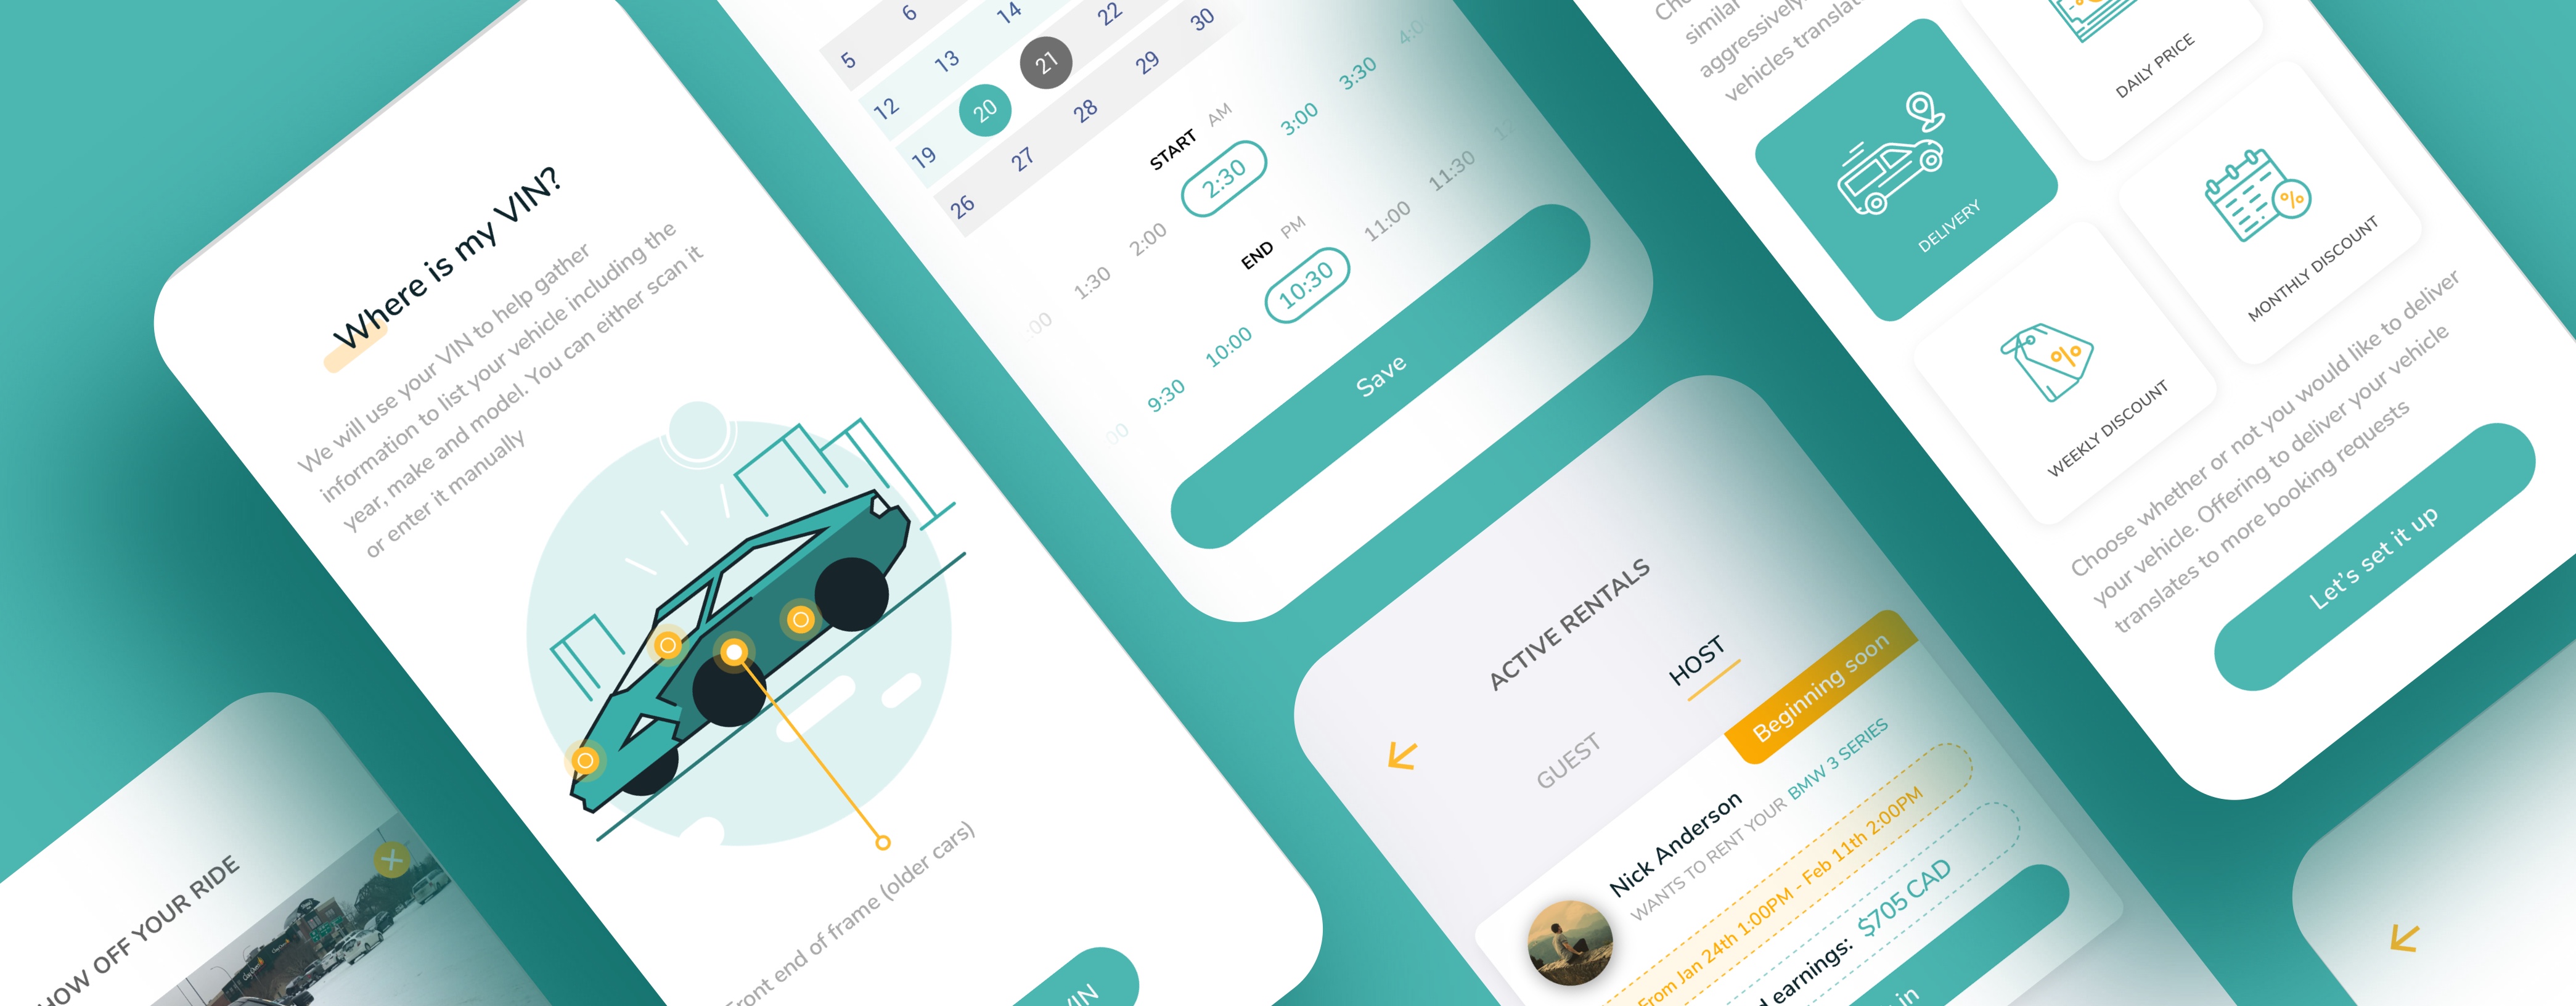 Where is my VIN?
We will use your VIN to help gather
information to list your vehicle including the
year, make and model. You can either scan it
or enter it manually
Front end of frame (older cars)
VIN
OFF YOUR RIDE
5 6
12 13 14
19 20 21 22
26 27 28 29 30
START AM
1:30 2:00 2:30 3:00 3:30
END PM
9:30 10:00 10:30 11:00 11:30
Save
ACTIVE RENTALS
GUEST HOST
Beginning soon
Nick Anderson
WANTS TO RENT YOUR BMW 3 SERIES
From Jan 24th 1:00PM - Feb 11th 2:00PM
earnings: $705 CAD
in
similar
aggressively
vehicles
DELIVERY
DAILY PRICE
WEEKLY DISCOUNT
MONTHLY DISCOUNT
Choose whether or not you would like to deliver
your vehicle. Offering to deliver your vehicle
translates to more booking requests
Let's set it up